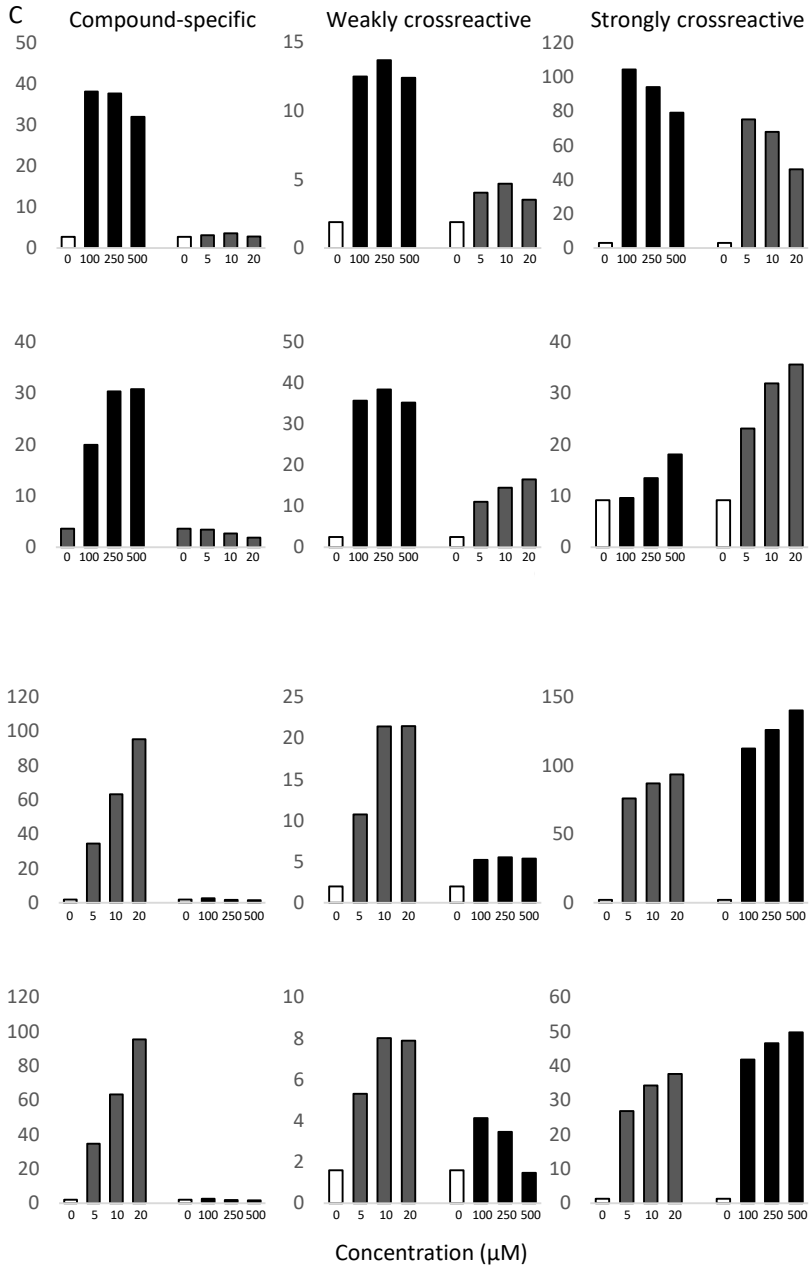 C
Compound-specific Weakly crossreactive Strongly crossreactive
50 15 120
40 100
10 80
30
60
20
5 40
10
20
0 0 0
0 100 250 500 0 5 10 20 0 100 250 500 0 5 10 20 0 100 250 500 0 5 10 20
40 50 40
40
30 30
30
20 20
20
10 10
10
0 0 0
0 100 250 500 0 5 10 20 0 100 250 500 0 5 10 20 0 100 250 500 0 5 10 20
120 25 150
100 20
80 100
15
60
10
40 50
20 5
0 0 0
0 5 10 20 0 100 250 500 0 5 10 20 0 100 250 500 0 5 10 20 0 100 250 500
120 10 60
100 8 50
80 40
6
60 30
4
40 20
20 2 10
0 0 0
0 5 10 20 0 100 250 500 0 5 10 20 0 100 250 500 0 5 10 20 0 100 250 500
Concentration (µM)